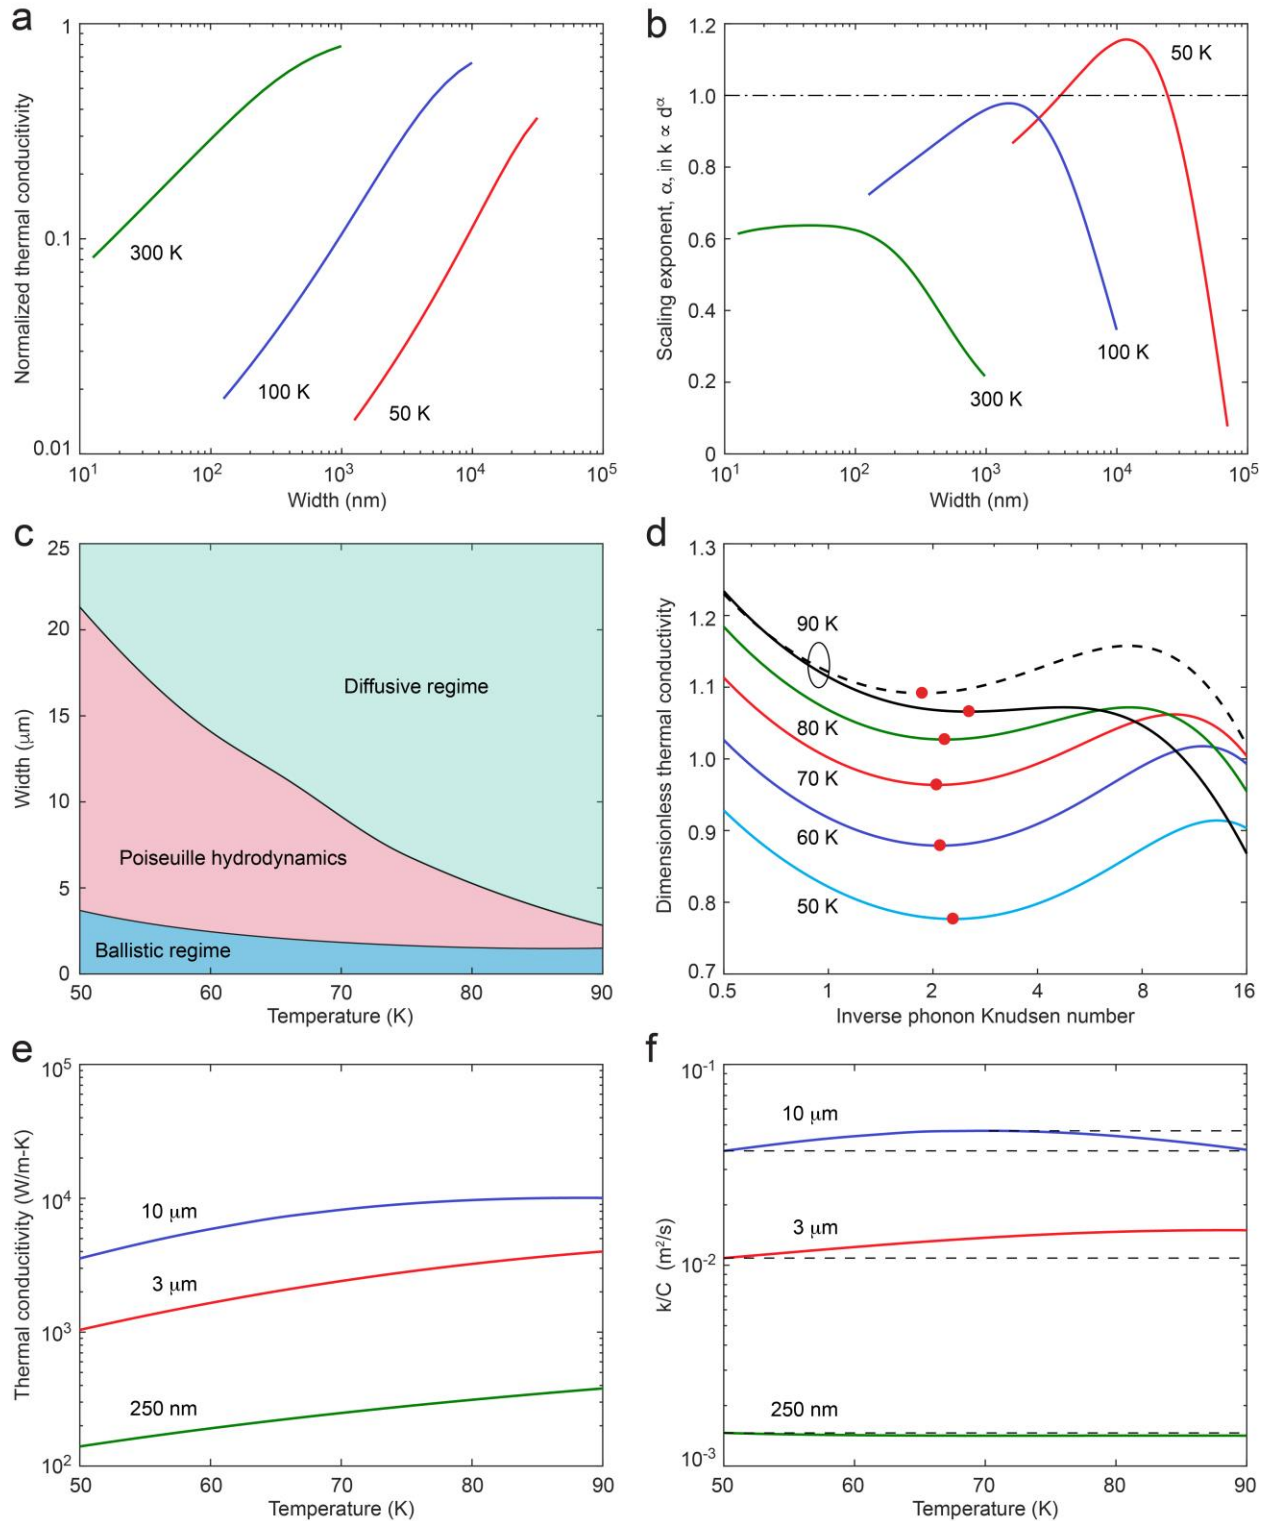 a
Normalized thermal conductitivity
1
0.1
0.01
300 K
100 K
50 K
10¹ 10² 10³ 10⁴ 10⁵
Width (nm)
b
Scaling exponent, α, in k ∝ d^α
1.2
1.0
0.8
0.6
0.4
0.2
0
50 K
100 K
300 K
10¹ 10² 10³ 10⁴ 10⁵
Width (nm)
c
Width (μm)
25
20
15
10
5
0
Diffusive regime
Poiseuille hydrodynamics
Ballistic regime
50 60 70 80 90
Temperature (K)
d
Dimensionless thermal conductivity
1.3
1.2
1.1
1.0
0.9
0.8
0.7
90 K
80 K
70 K
60 K
50 K
0.5 1 2 4 8 16
Inverse phonon Knudsen number
e
Thermal conductitivity (W/m-K)
10⁵
10⁴
10³
10²
10 μm
3 μm
250 nm
50 60 70 80 90
Temperature (K)
f
k/C (m²/s)
10⁻¹
10⁻²
10⁻³
10 μm
3 μm
250 nm
50 60 70 80 90
Temperature (K)